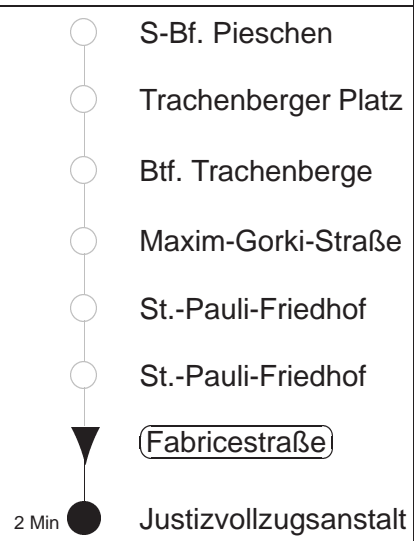 S-Bf. Pieschen
Trachenberger Platz
Btf. Trachenberge
Maxim-Gorki-Straße
St.-Pauli-Friedhof
St.-Pauli-Friedhof
Fabricestraße
2 Min Justizvollzugsanstalt